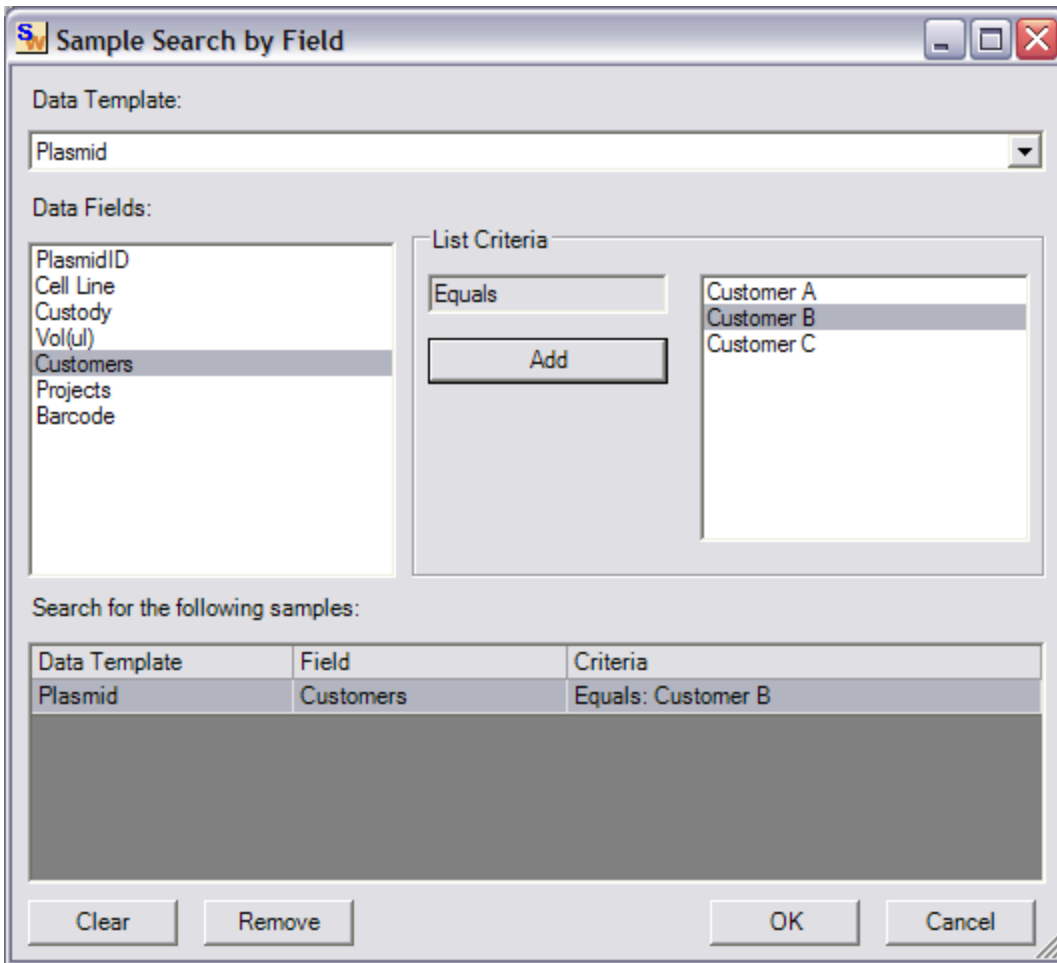 SW Sample Search by Field
Data Template:
Plasmid
Data Fields:
PlasmidID
Cell Line
Custody
Vol(ul)
Customers
Projects
Barcode
List Criteria
Equals
Add
Customer A
Customer B
Customer C
Search for the following samples:
Data Template Field Criteria
Plasmid Customers Equals: Customer B
Clear Remove OK Cancel